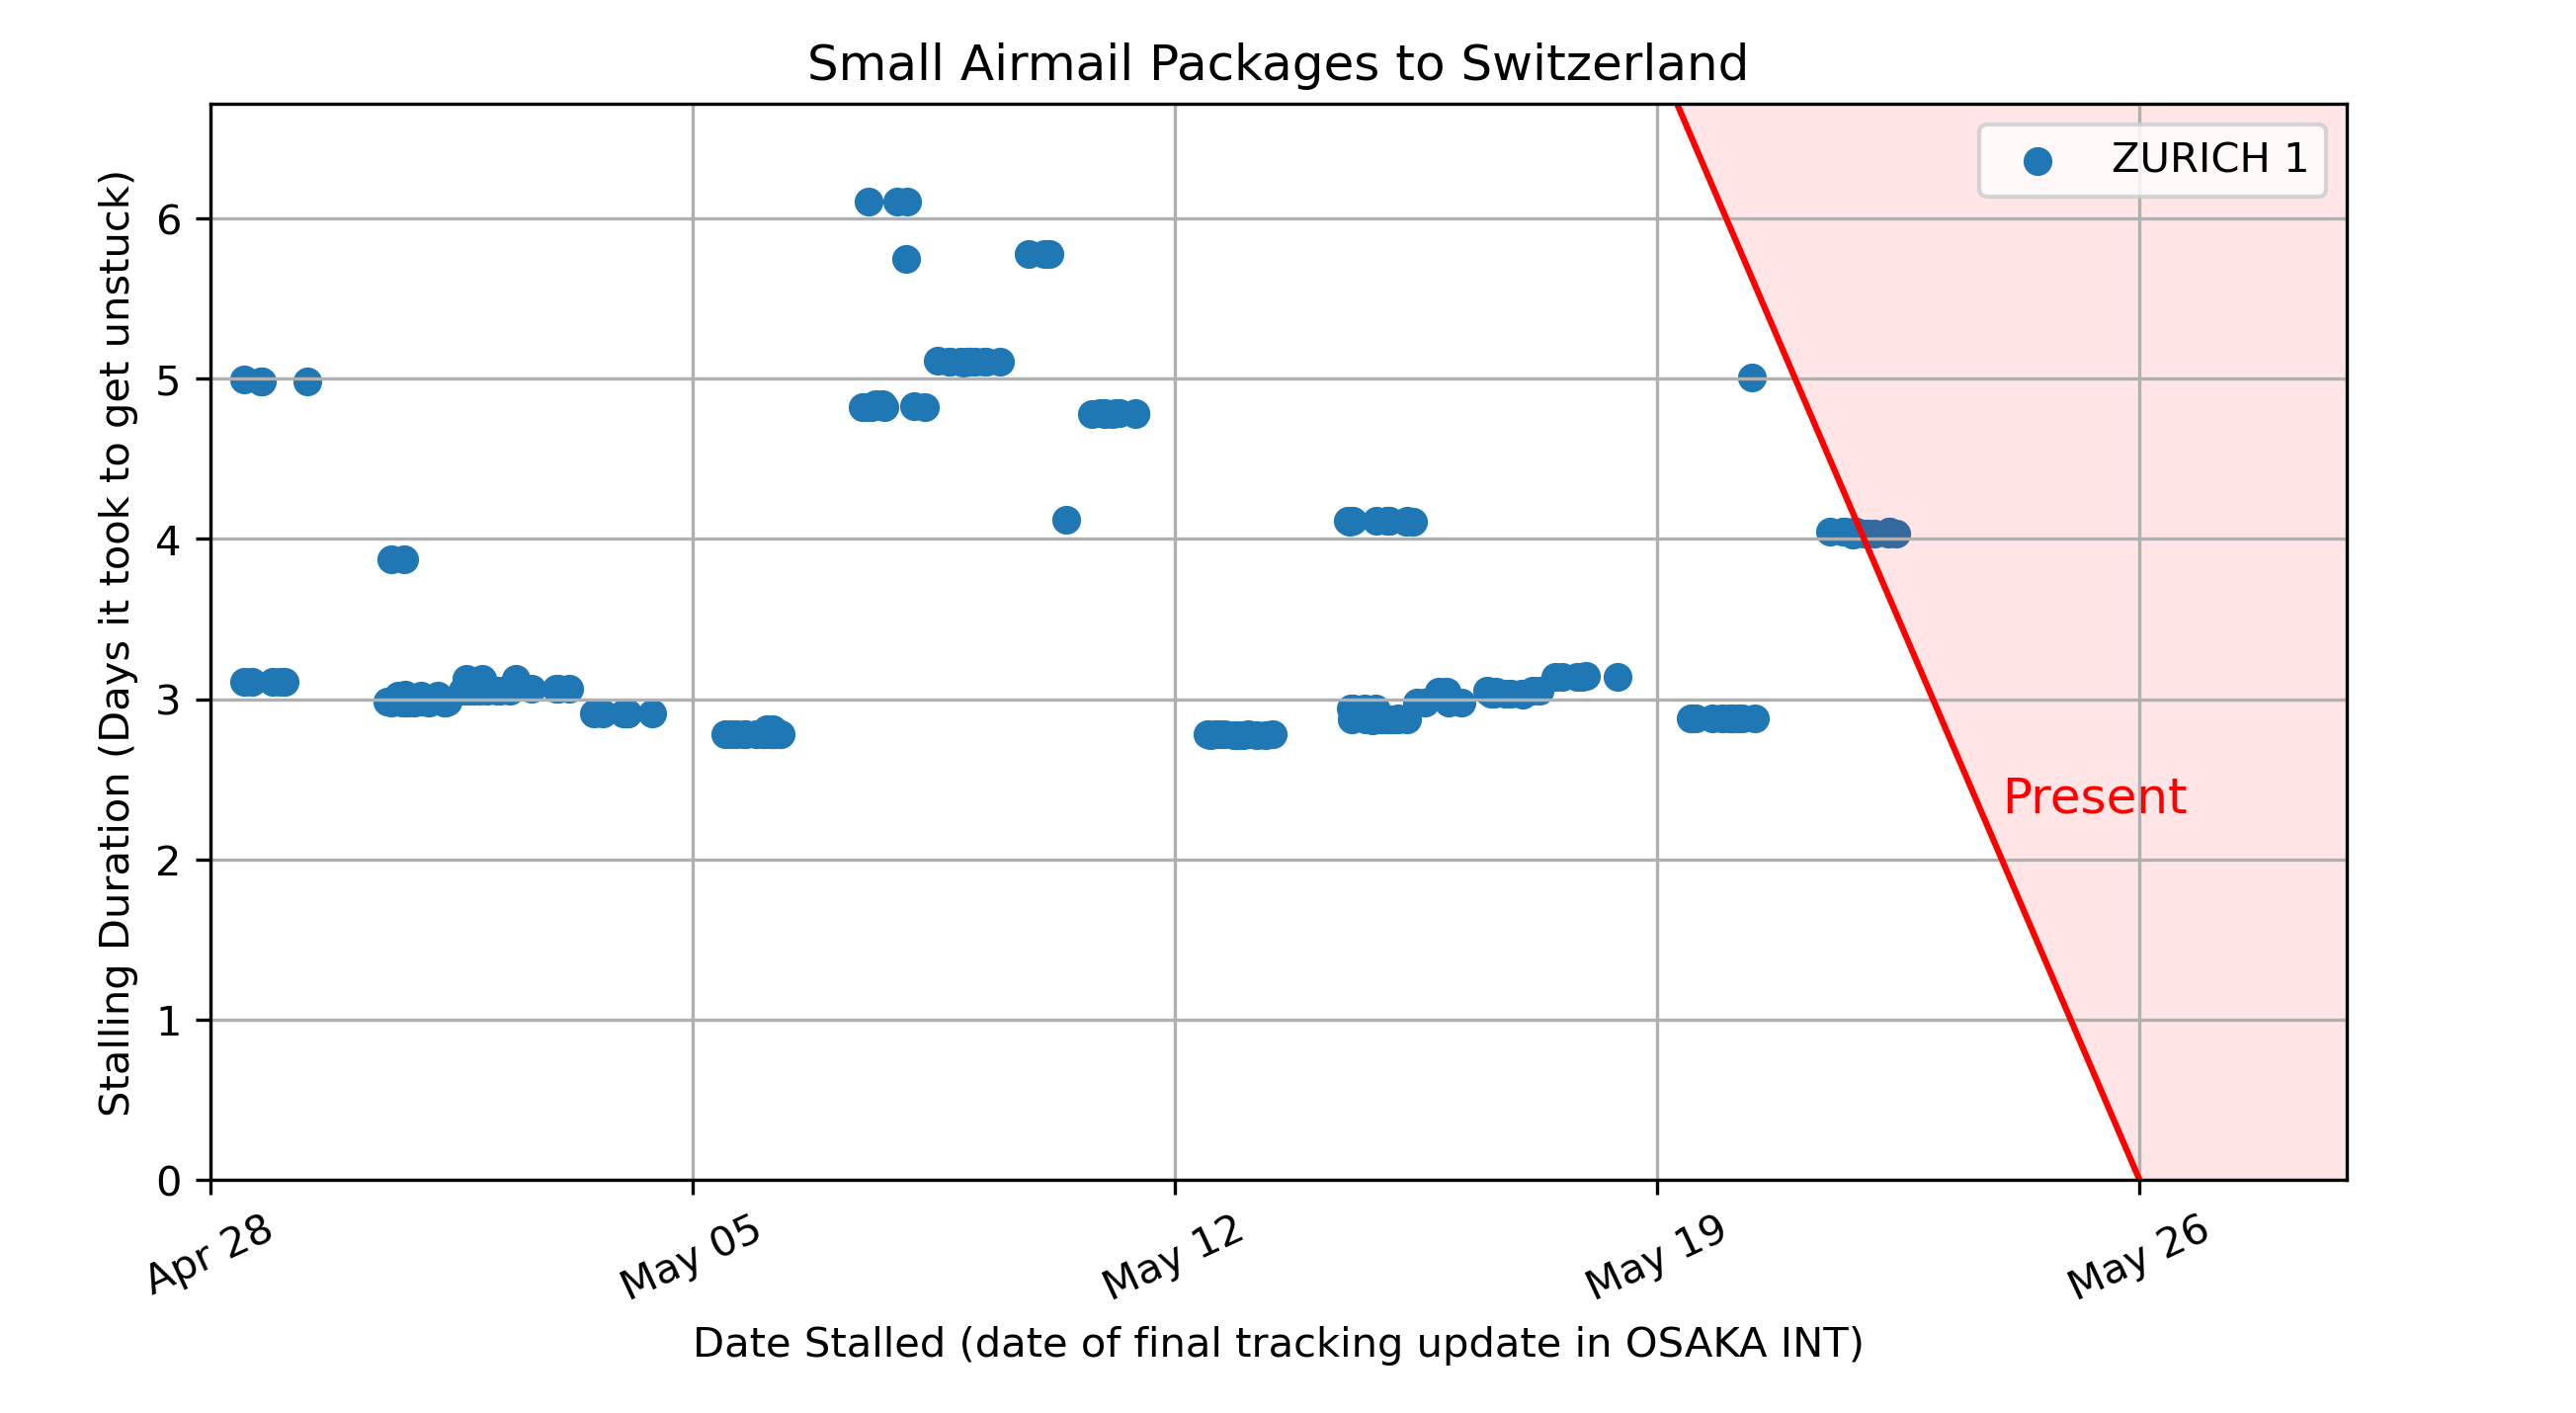 Small Airmail Packages to Switzerland
ZURICH 1
Stalling Duration (Days it took to get unstuck)
6
5
4
3
2
1
0
Present
Apr 28
May 05
May 12
May 19
May 26
Date Stalled (date of final tracking update in OSAKA INT)